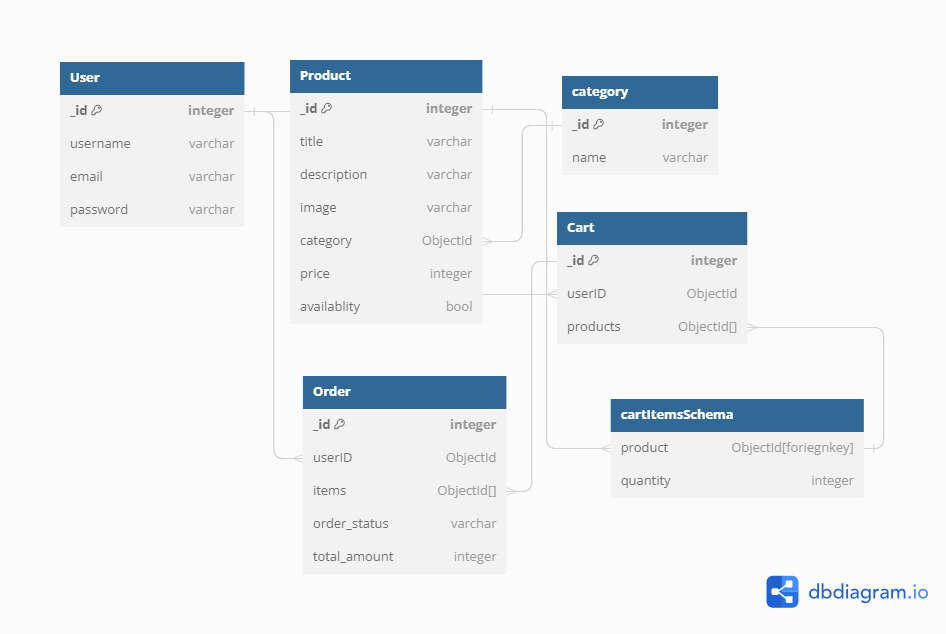 User
_id integer
username varchar
email varchar
password varchar
Product
_id integer
title varchar
description varchar
image varchar
category ObjectId
price integer
availablity bool
category
_id integer
name varchar
Cart
_id integer
userID ObjectId
products ObjectId[]
Order
_id integer
userID ObjectId
items ObjectId[]
order_status varchar
total_amount integer
cartItemsSchema
product ObjectId[foriegnkey]
quantity integer
dbdiagram.io